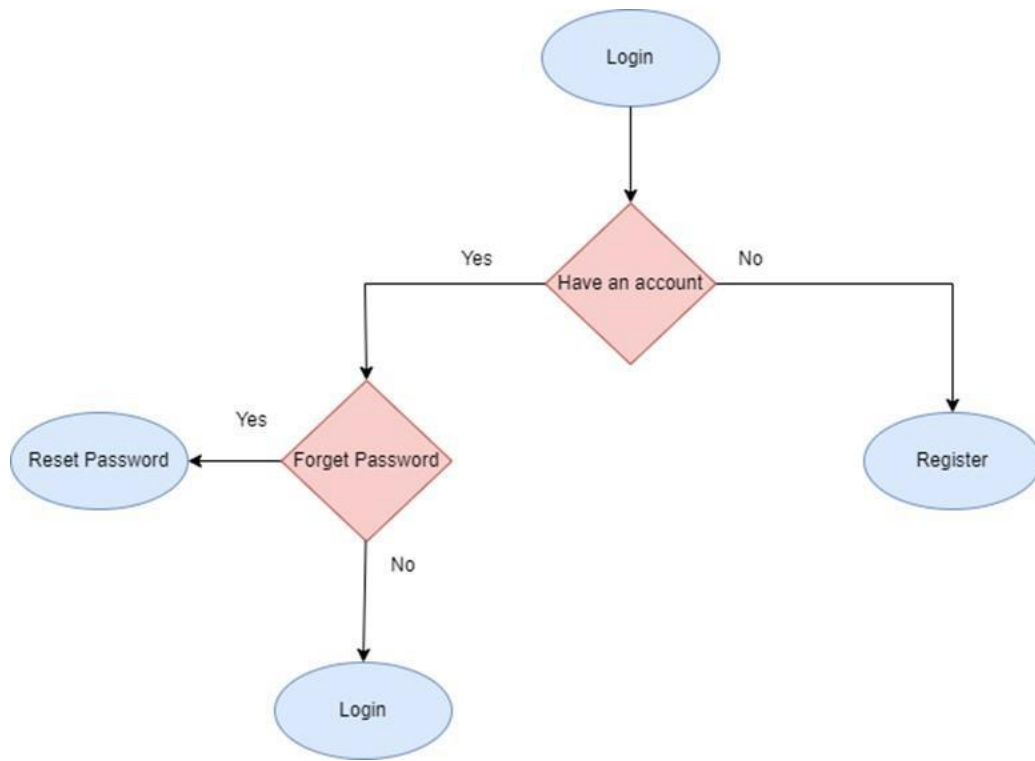 Login
Yes
No
Have an account
Yes
Reset Password
Forget Password
Register
No
Login